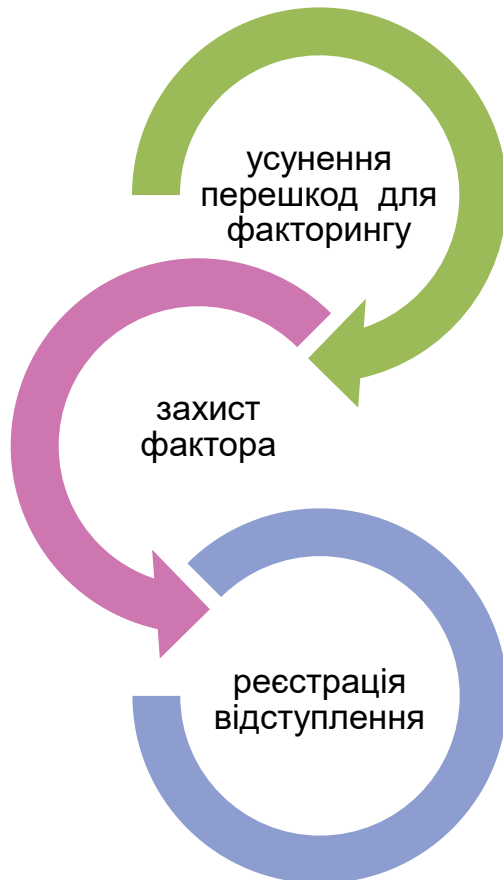 усунення
перешкод для
факторингу
захист
фактора
реєстрація
відступлення